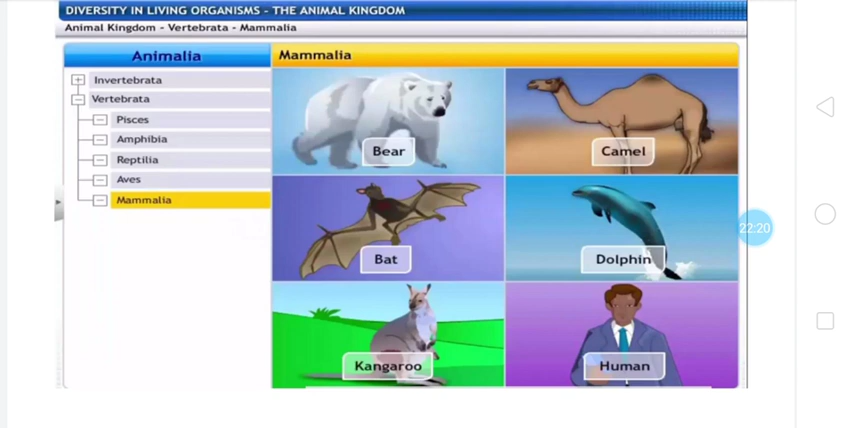 DIVERSITY IN LIVING ORGANISMS - THE ANIMAL KINGDOM
Animal Kingdom - Vertebrata - Mammalia
Animalia
Invertebrata
Vertebrata
Pisces
Amphibia
Reptilia
Aves
Mammalia
Mammalia
Bear
Camel
Bat
Dolphin
Kangaroo
Human
22:20